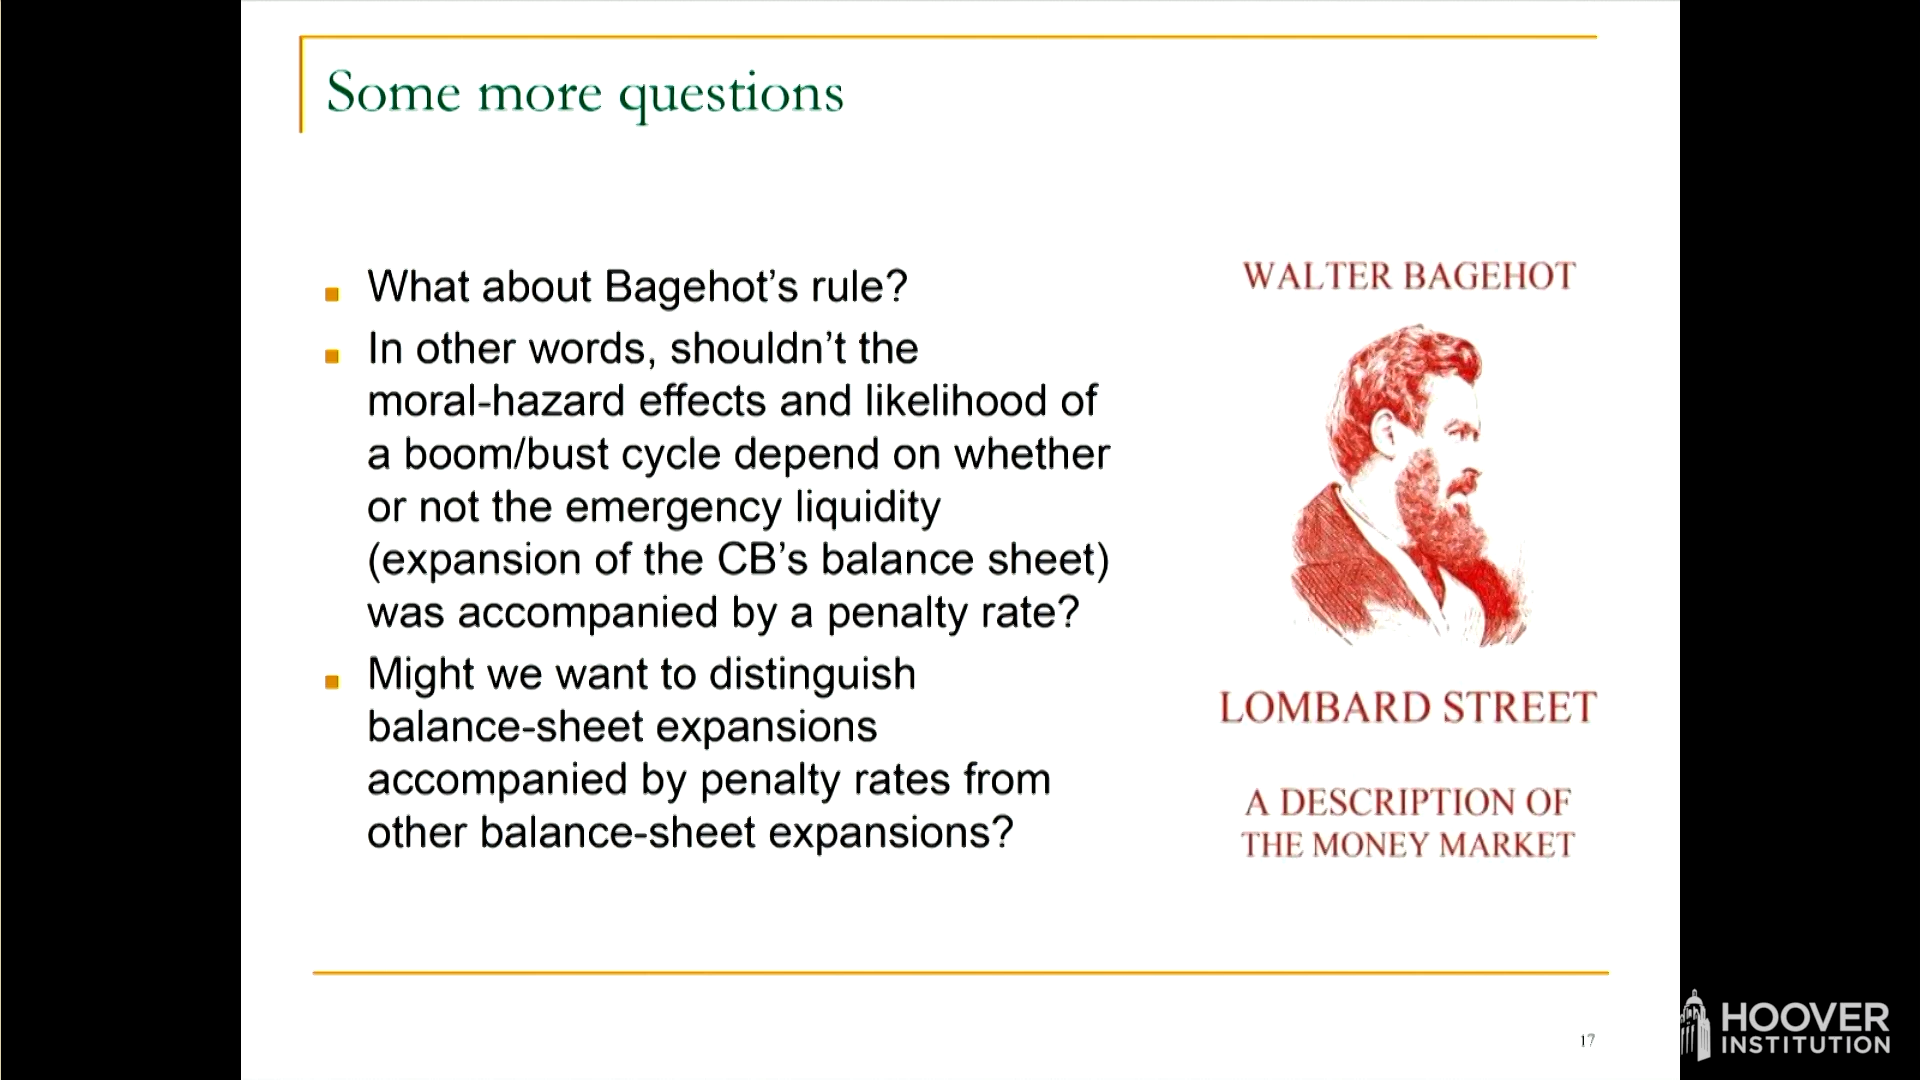 Some more questions
What about Bagehot’s rule?
In other words, shouldn’t the
moral-hazard effects and likelihood of
a boom/bust cycle depend on whether
or not the emergency liquidity
(expansion of the CB’s balance sheet)
was accompanied by a penalty rate?
Might we want to distinguish
balance-sheet expansions
accompanied by penalty rates from
other balance-sheet expansions?
WALTER BAGEHOT
LOMBARD STREET
A DESCRIPTION OF
THE MONEY MARKET
17
HOOVER
INSTITUTION